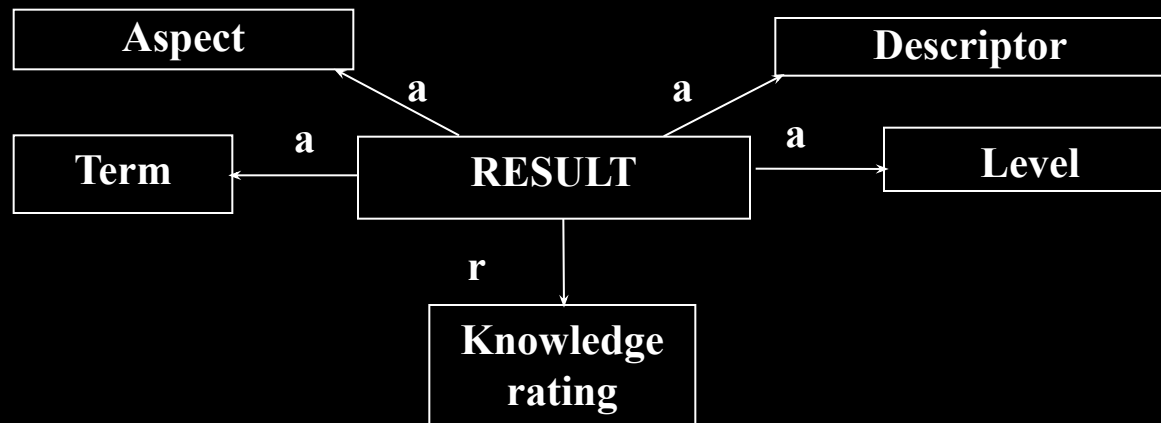 Aspect
Descriptor
a
a
Term
a
RESULT
a
Level
r
Knowledge
rating